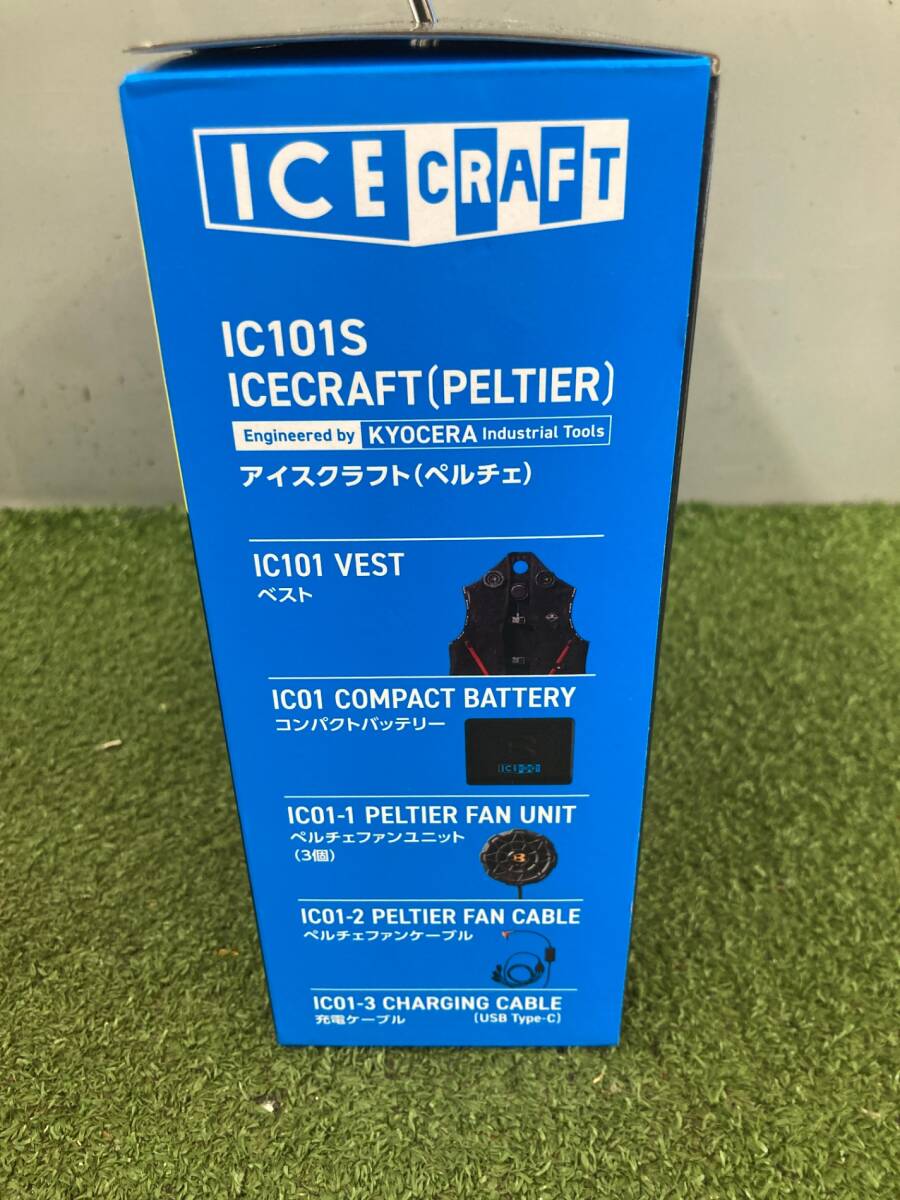 ICE CRAFT
IC101S
ICECRAFT(PELTIER)
Engineered by KYOCERA Industrial Tools
アイスクラフト(ペルチェ)
IC101 VEST
ベスト
IC01 COMPACT BATTERY
コンパクトバッテリー
IC01-1 PELTIER FAN UNIT
ペルチェファンユニット
(3個)
B
IC01-2 PELTIER FAN CABLE
ペルチェファンケーブル
IC01-3 CHARGING CABLE
充電ケーブル (USB Type-C)